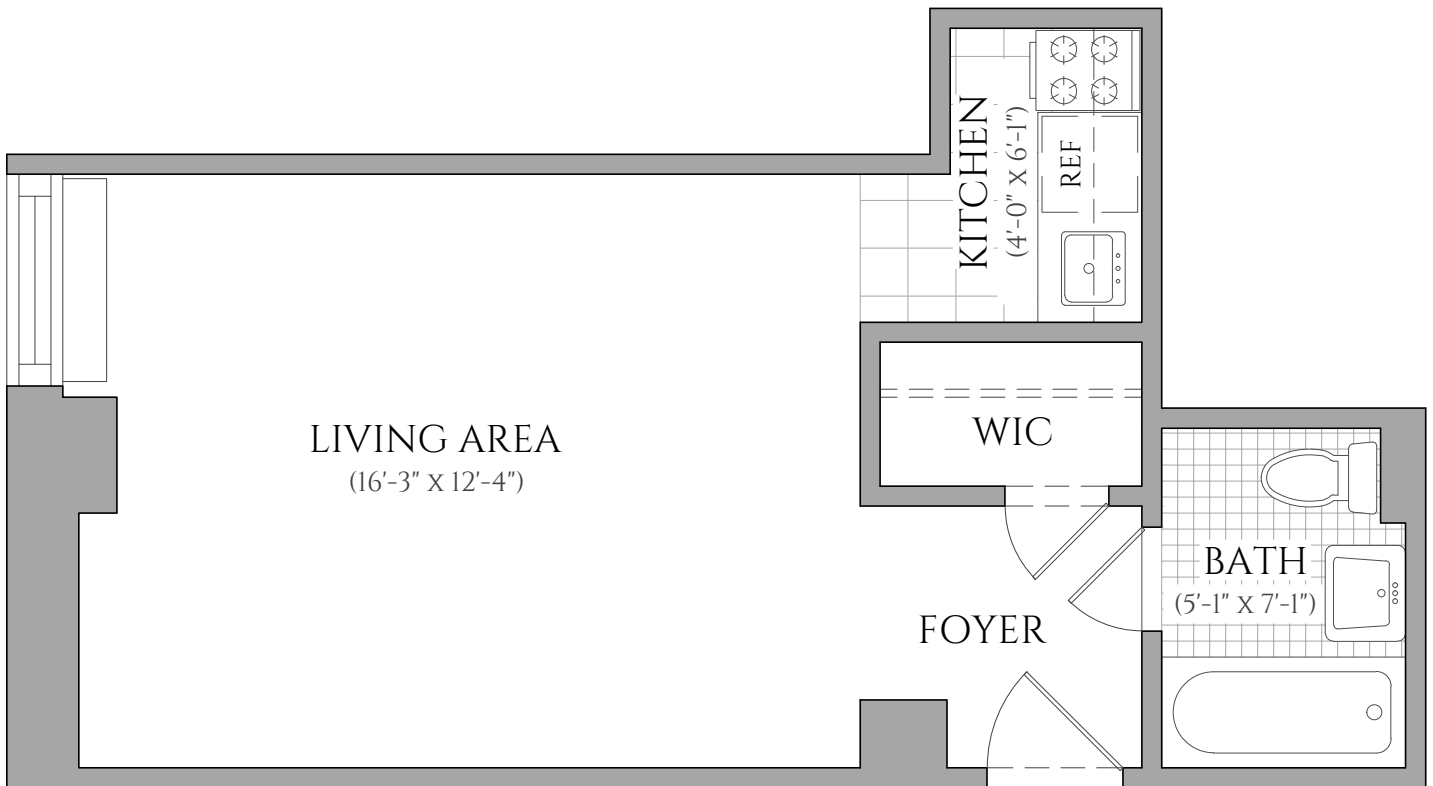 KITCHEN
(4'-0" X 6'-1")
REF
LIVING AREA
(16'-3" X 12'-4")
WIC
BATH
(5'-1" X 7'-1")
FOYER